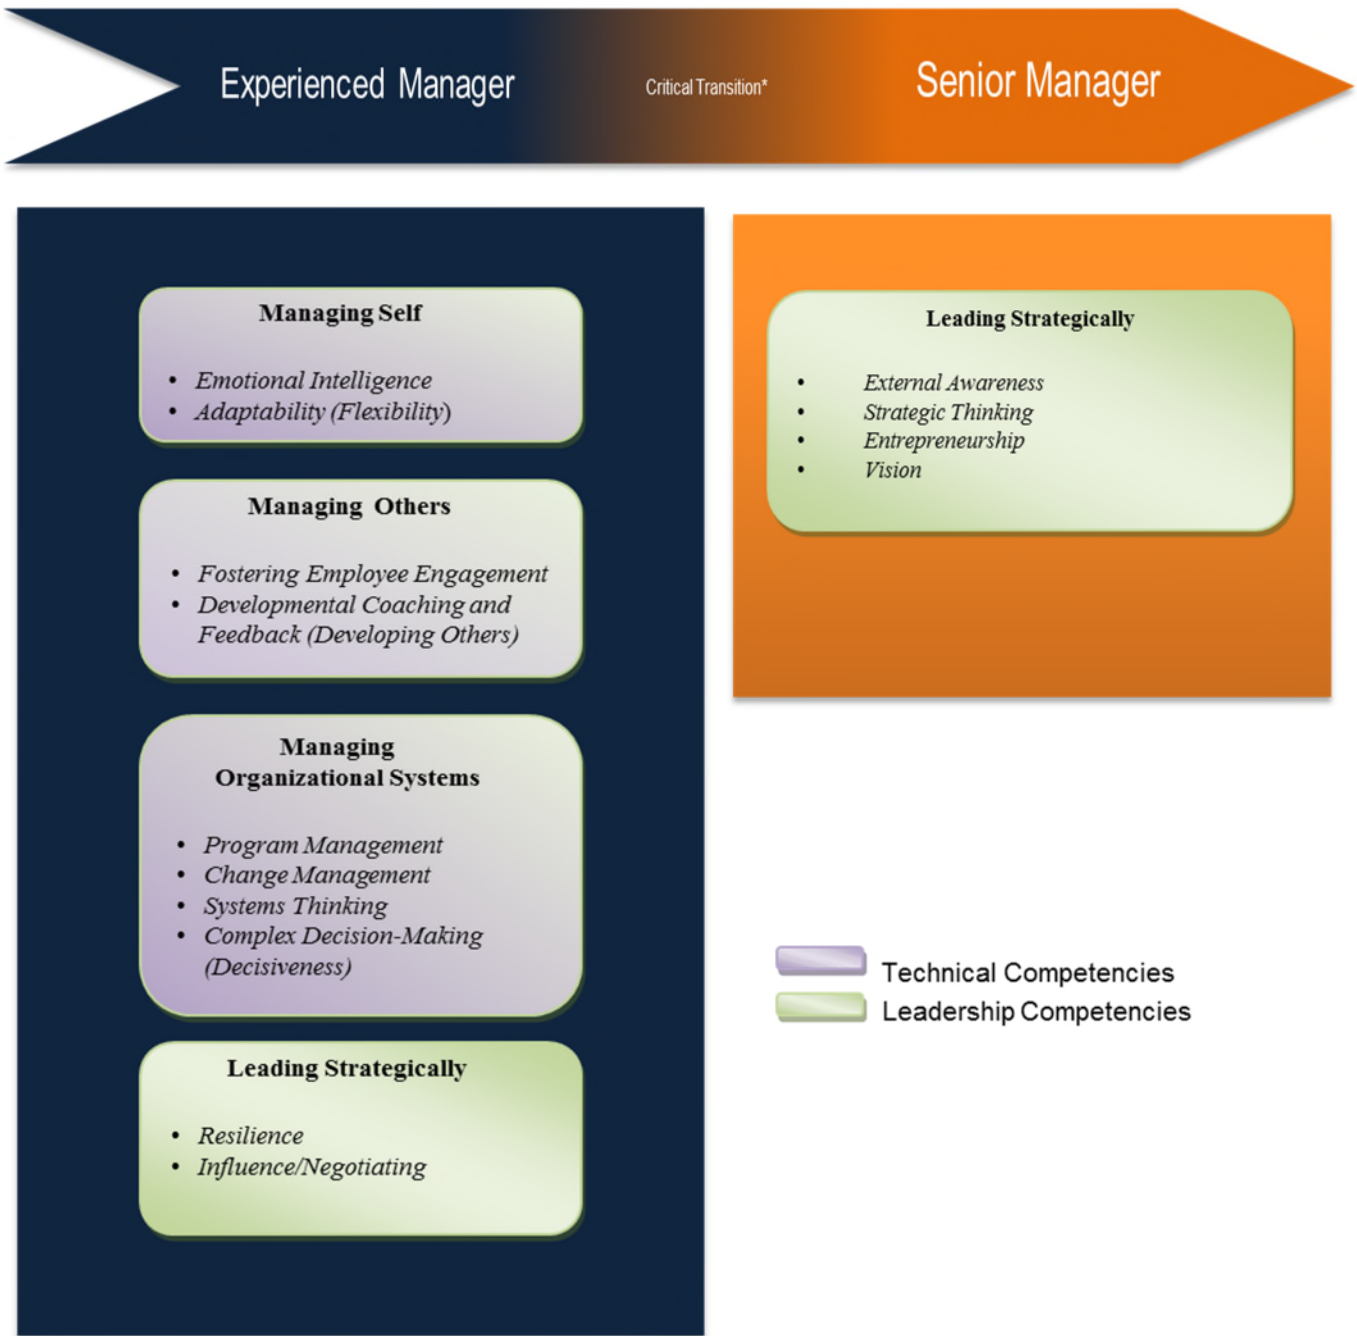 Experienced Manager
Critical Transition*
Senior Manager
Managing Self
• Emotional Intelligence
• Adaptability (Flexibility)
Managing Others
• Fostering Employee Engagement
• Developmental Coaching and
Feedback (Developing Others)
Managing
Organizational Systems
• Program Management
• Change Management
• Systems Thinking
• Complex Decision-Making
(Decisiveness)
Leading Strategically
• Resilience
• Influence/Negotiating
Leading Strategically
• External Awareness
• Strategic Thinking
• Entrepreneurship
• Vision
Technical Competencies
Leadership Competencies